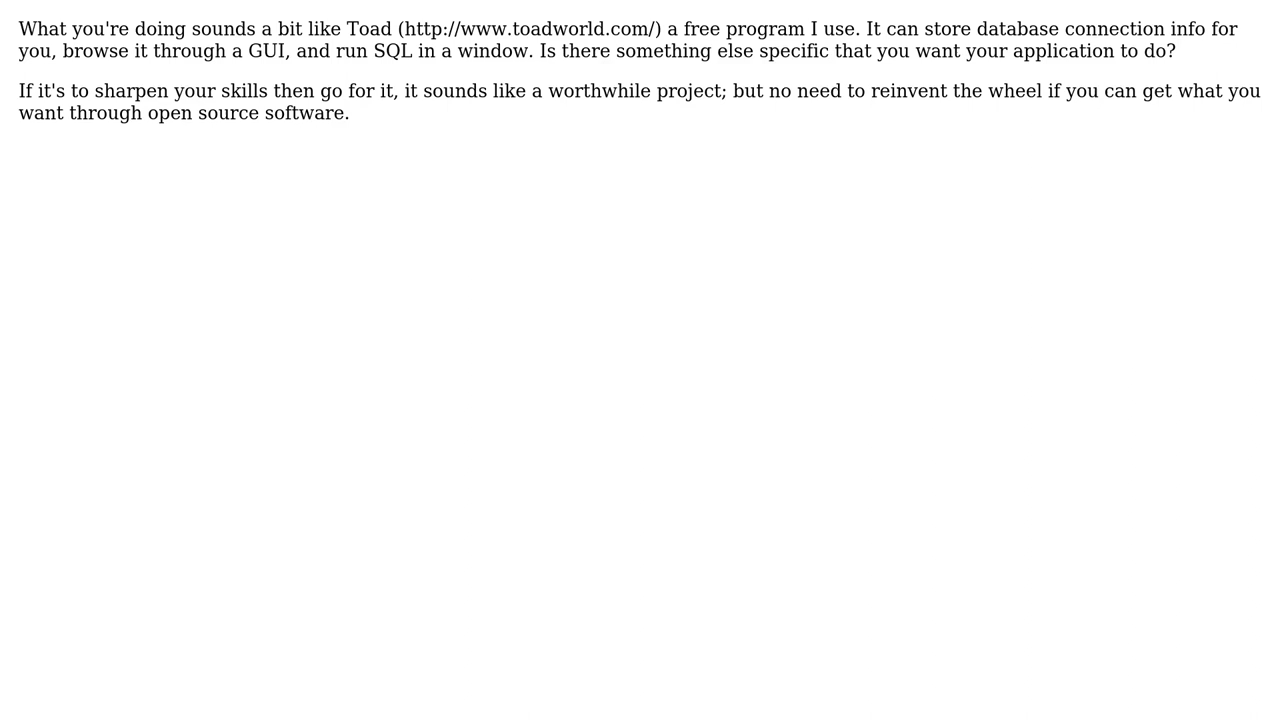 What you're doing sounds a bit like Toad (http://www.toadworld.com/) a free program I use. It can store database connection info for
you, browse it through a GUI, and run SQL in a window. Is there something else specific that you want your application to do?
If it's to sharpen your skills then go for it, it sounds like a worthwhile project; but no need to reinvent the wheel if you can get what you
want through open source software.